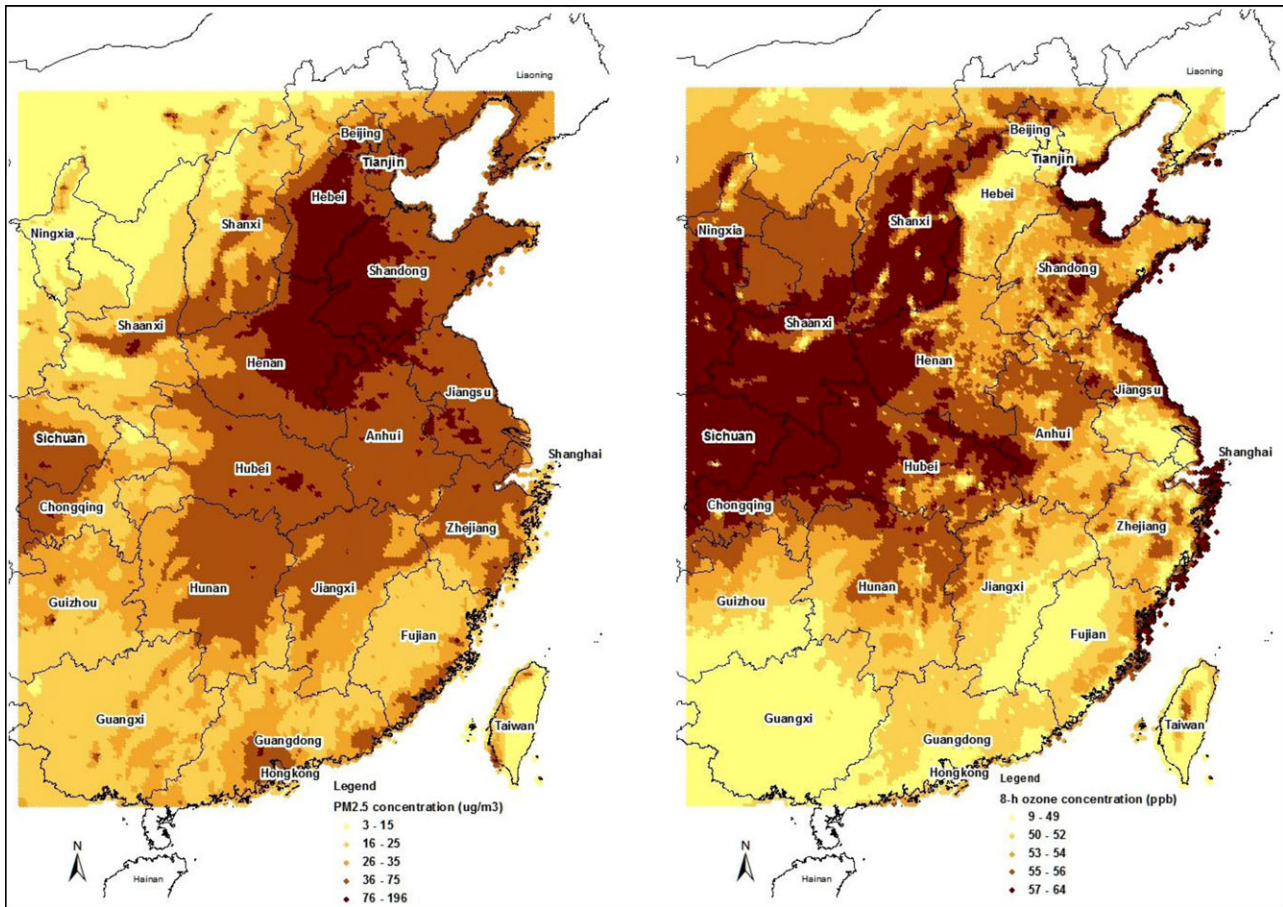 Liaoning
Beijing
Tianjin
Hebei
Shanxi
Ningxia
Shandong
Shaanxi
Henan
Jiangsu
Sichuan
Anhui
Shanghai
Hubei
Chongqing
Zhejiang
Hunan
Jiangxi
Guizhou
Fujian
Guangxi
Taiwan
Guangdong
Hongkong
Legend
PM2.5 concentration (ug/m3)
3 - 15
16 - 25
26 - 35
36 - 75
76 - 196
N
Hainan
Liaoning
Beijing
Tianjin
Hebei
Shanxi
Ningxia
Shandong
Shaanxi
Henan
Jiangsu
Sichuan
Anhui
Shanghai
Hubei
Chongqing
Zhejiang
Hunan
Jiangxi
Guizhou
Fujian
Guangxi
Taiwan
Guangdong
Hongkong
Legend
8-h ozone concentration (ppb)
9 - 49
50 - 52
53 - 54
55 - 56
57 - 64
N
Hainan